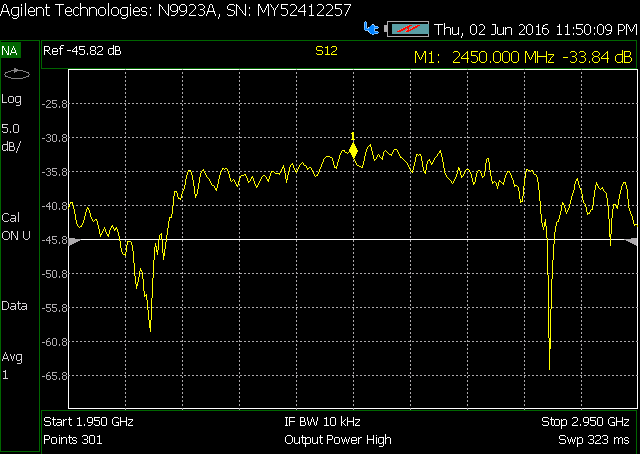 Agilent Technologies: N9923A, SN: MY52412257
Thu, 02 Jun 2016 11:50:09 PM
NA
Ref -45.82 dB
S12
M1: 2450.000 MHz -33.84 dB
Log
5.0
dB/
Cal
ON U
Data
Avg
1
-25.8
-30.8
-35.8
-40.8
-45.8
-50.8
-55.8
-60.8
-65.8
1
Start 1.950 GHz
IF BW 10 kHz
Stop 2.950 GHz
Points 301
Output Power High
Swp 323 ms